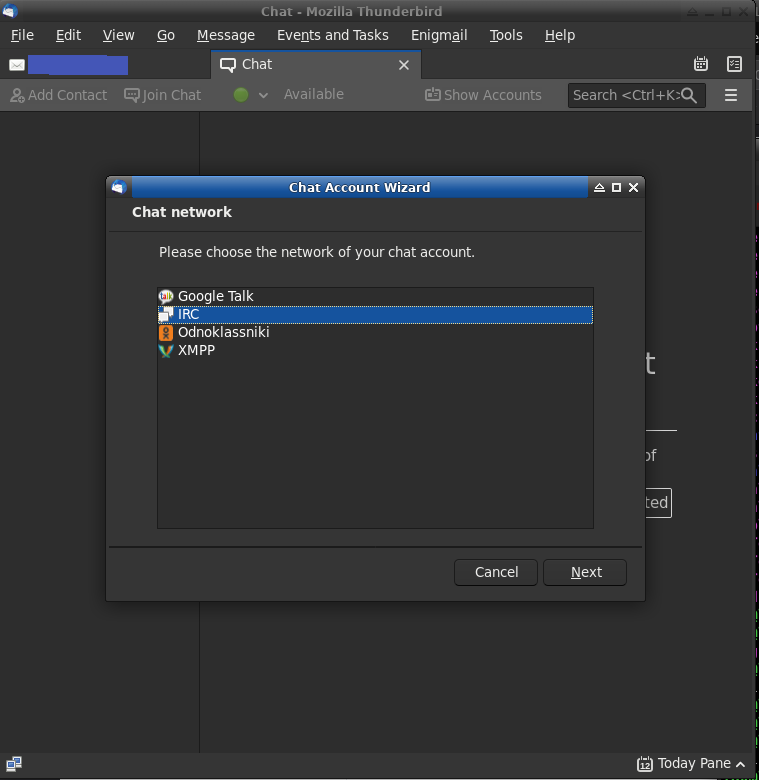 Chat - Mozilla Thunderbird
File Edit View Go Message Events and Tasks Enigmail Tools Help
Chat
Add Contact Join Chat Available Show Accounts Search <Ctrl+K>
Chat Account Wizard
Chat network
Please choose the network of your chat account.
Google Talk
IRC
Odnoklassniki
XMPP
t
of
ted
Cancel Next
12 Today Pane